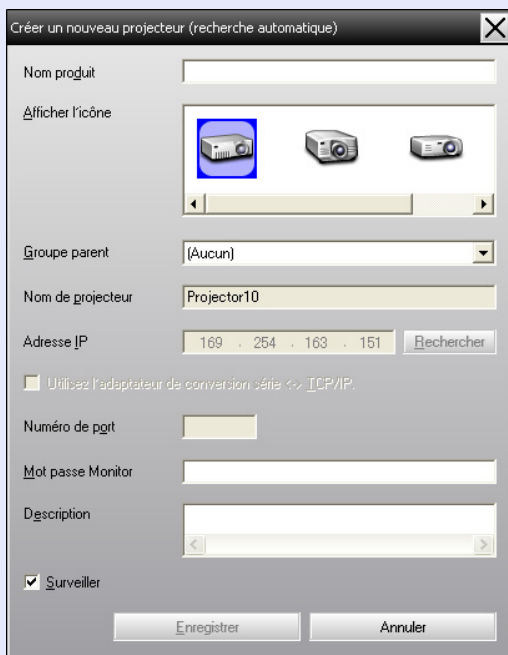 Créer un nouveau projecteur (recherche automatique)
Nom produit
Afficher l'icône
Groupe parent (Aucun)
Nom de projecteur Projector10
Adresse IP 169 . 254 . 163 . 151 Rechercher
Utilisez l'adaptateur de conversion série <-> TCP/IP.
Numéro de port
Mot passe Monitor
Description
Surveiller
Enregistrer Annuler